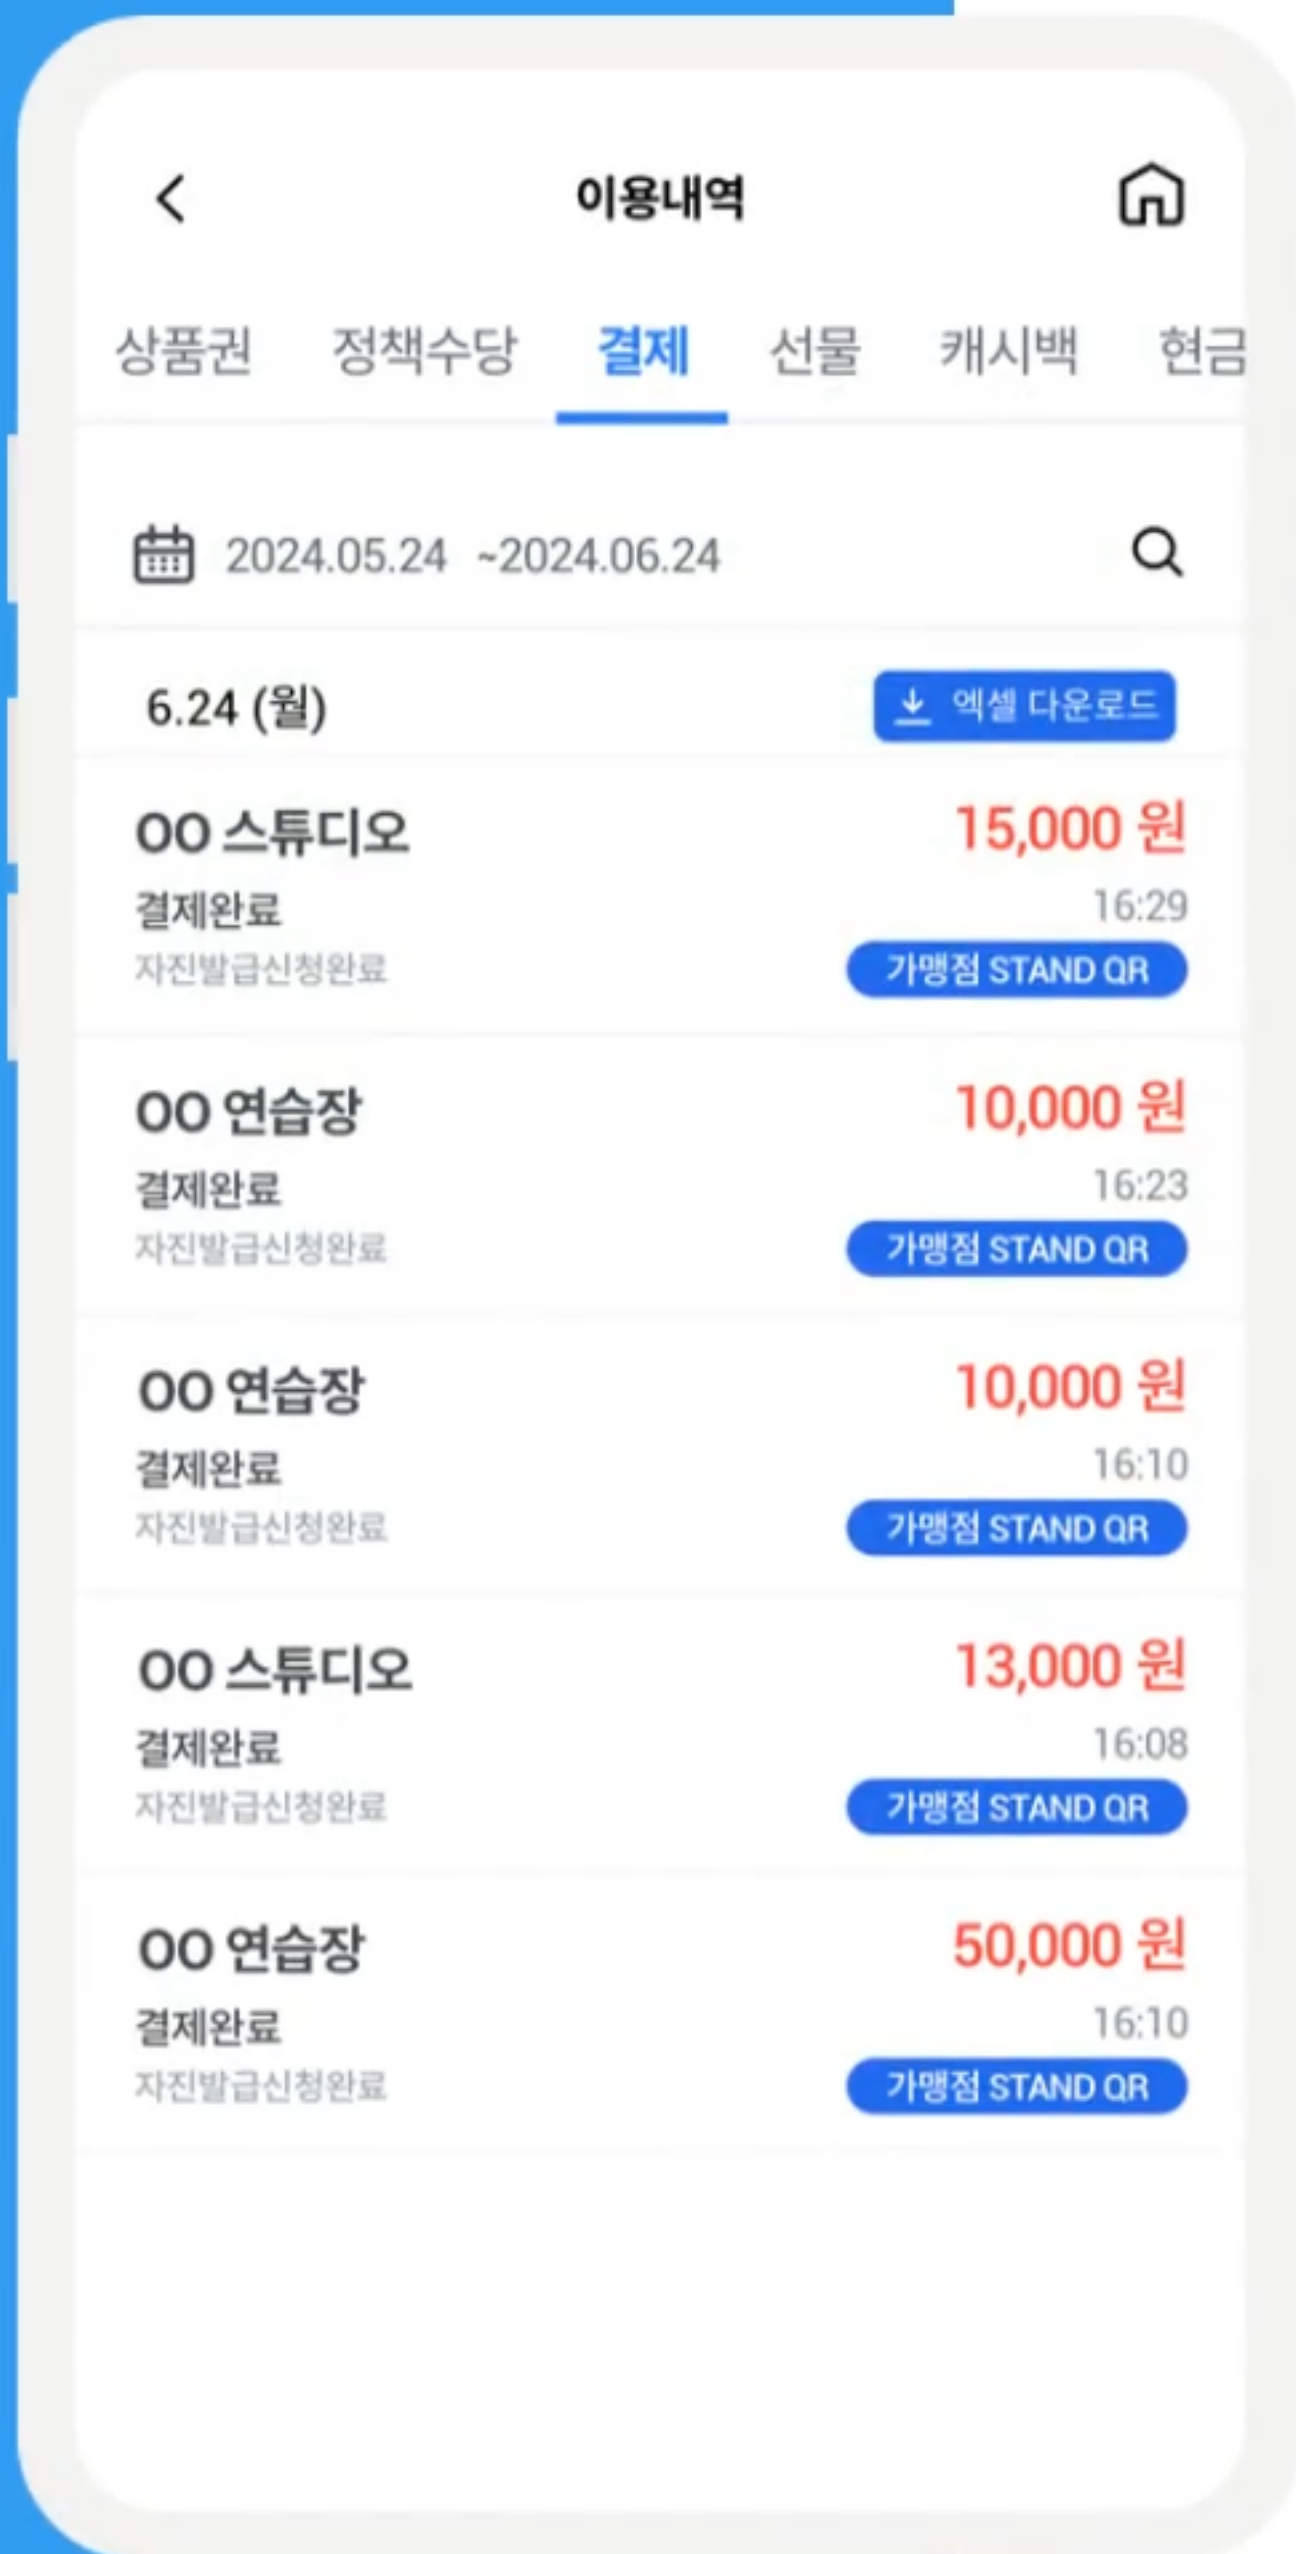 이용내역
상품권 정책수당 결제 선물 캐시백 현금
2024.05.24 ~2024.06.24
6.24 (월) 엑셀 다운로드
OO 스튜디오 15,000 원
결제완료 16:29
자진발급신청완료 가맹점 STAND QR
OO 연습장 10,000 원
결제완료 16:23
자진발급신청완료 가맹점 STAND QR
OO 연습장 10,000 원
결제완료 16:10
자진발급신청완료 가맹점 STAND QR
OO 스튜디오 13,000 원
결제완료 16:08
자진발급신청완료 가맹점 STAND QR
OO 연습장 50,000 원
결제완료 16:10
자진발급신청완료 가맹점 STAND QR